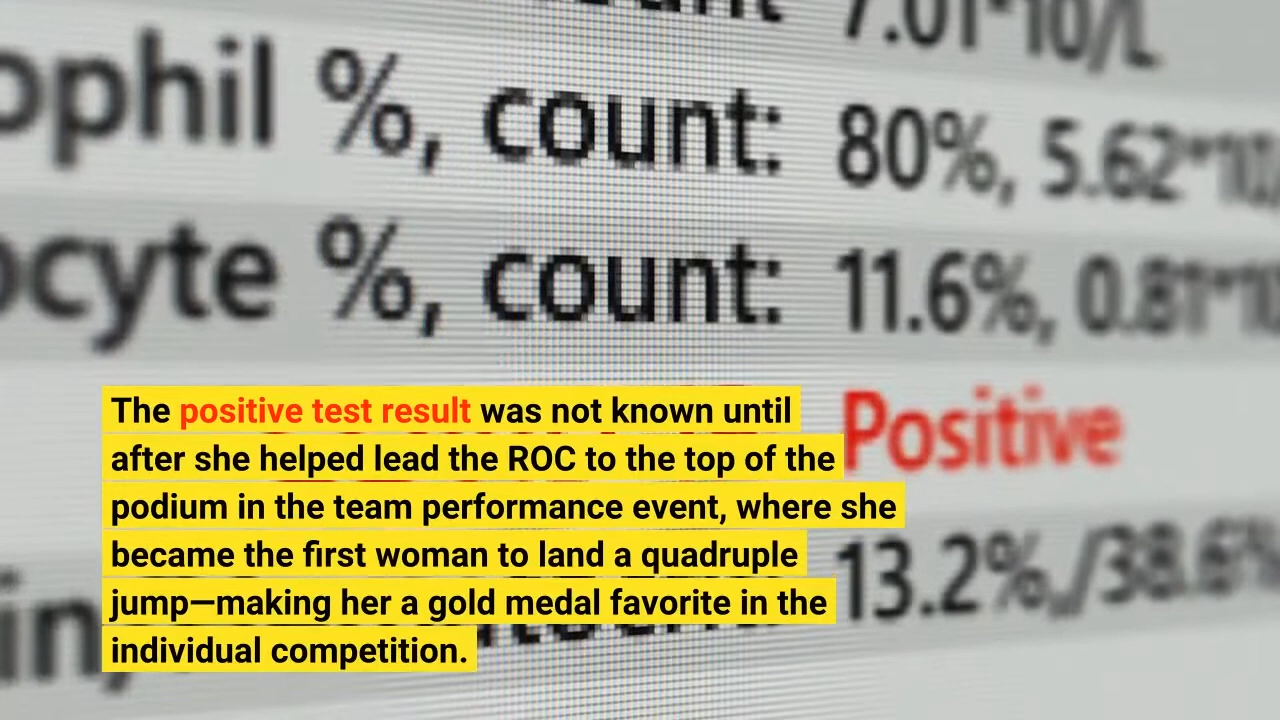 7.01*10/L
ophil %, count: 80%, 5.62*10/
ocyte %, count: 11.6%, 0.81*1
Positive
13.2%,/38.6%
The positive test result was not known until
after she helped lead the ROC to the top of the
podium in the team performance event, where she
became the first woman to land a quadruple
jump—making her a gold medal favorite in the
individual competition.